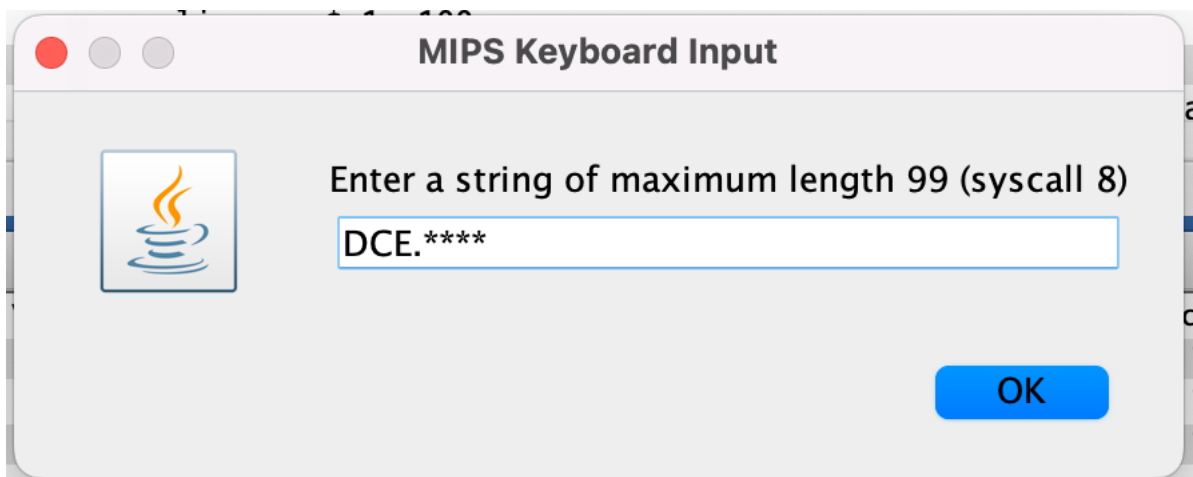 MIPS Keyboard Input
Enter a string of maximum length 99 (syscall 8)
DCE.****
OK